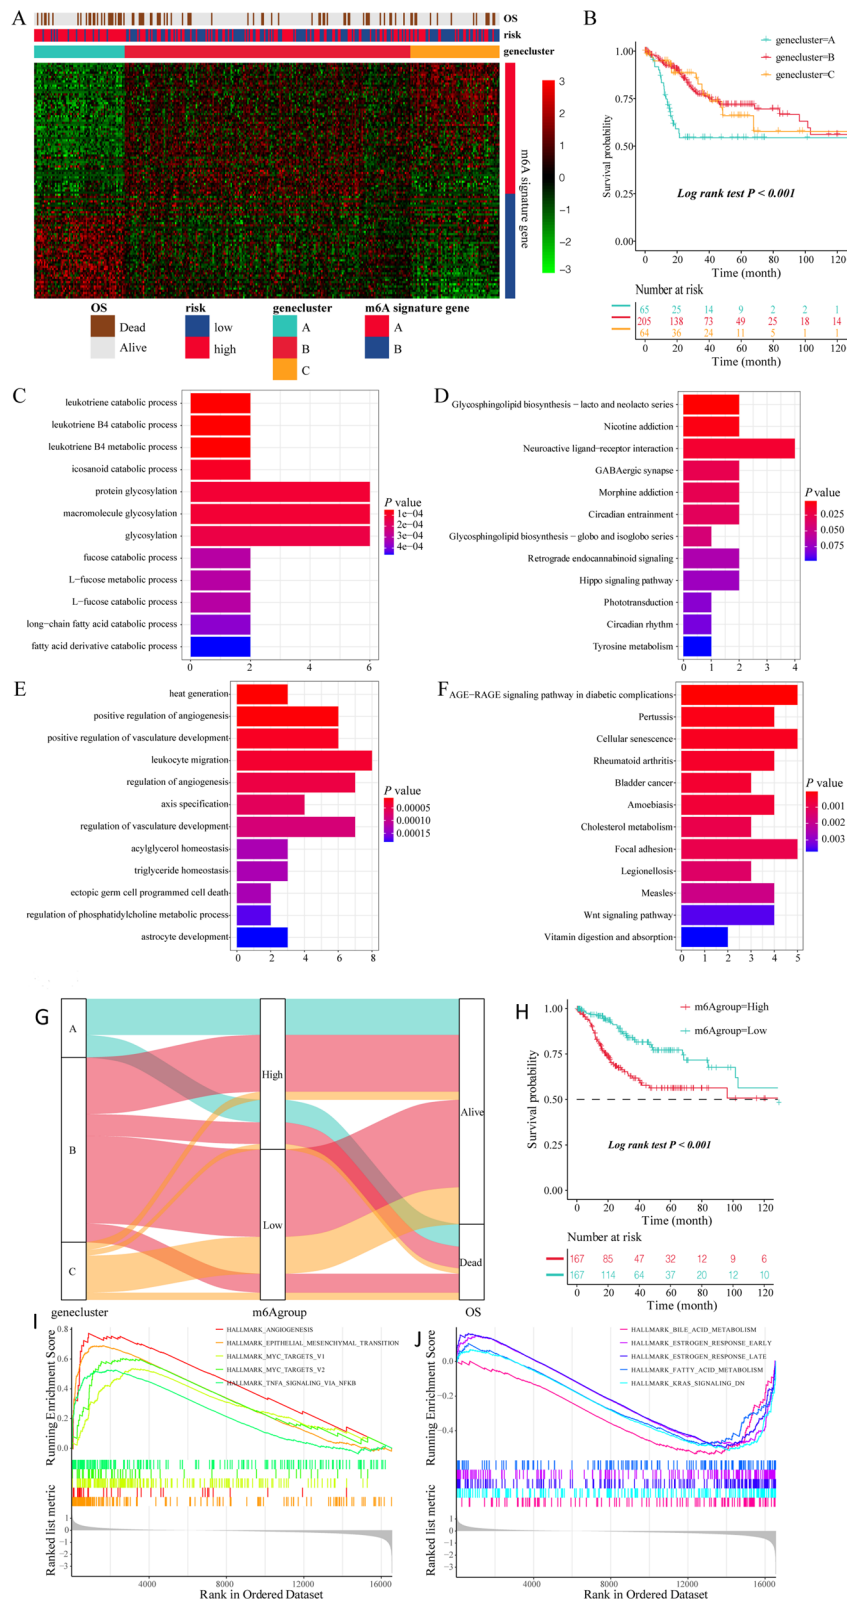 A
OS
risk
genecluster
3
2
1
0
−1
−2
−3
m6A signature gene
OS
Dead
Alive
risk
low
high
genecluster
A
B
C
m6A signature gene
A
B
B
genecluster=A
genecluster=B
genecluster=C
Survival probability
1.00
0.75
0.50
0.25
0.00
Log rank test P < 0.001
0 20 40 60 80 100 120
Time (month)
Number at risk
65 25 14 9 2 2 1
205 138 73 49 25 18 14
64 36 24 11 5 1 1
0 20 40 60 80 100 120
Time (month)
C
leukotriene catabolic process
leukotriene B4 catabolic process
leukotriene B4 metabolic process
icosanoid catabolic process
protein glycosylation
macromolecule glycosylation
glycosylation
fucose catabolic process
L−fucose metabolic process
L−fucose catabolic process
long−chain fatty acid catabolic process
fatty acid derivative catabolic process
0 2 4 6
P value
1e−04
2e−04
3e−04
4e−04
D
Glycosphingolipid biosynthesis − lacto and neolacto series
Nicotine addiction
Neuroactive ligand−receptor interaction
GABAergic synapse
Morphine addiction
Circadian entrainment
Glycosphingolipid biosynthesis − globo and isoglobo series
Retrograde endocannabinoid signaling
Hippo signaling pathway
Phototransduction
Circadian rhythm
Tyrosine metabolism
0 1 2 3 4
P value
0.025
0.050
0.075
E
heat generation
positive regulation of angiogenesis
positive regulation of vasculature development
leukocyte migration
regulation of angiogenesis
axis specification
regulation of vasculature development
acylglycerol homeostasis
triglyceride homeostasis
ectopic germ cell programmed cell death
regulation of phosphatidylcholine metabolic process
astrocyte development
0 2 4 6 8
P value
0.00005
0.00010
0.00015
F
AGE−RAGE signaling pathway in diabetic complications
Pertussis
Cellular senescence
Rheumatoid arthritis
Bladder cancer
Amoebiasis
Cholesterol metabolism
Focal adhesion
Legionellosis
Measles
Wnt signaling pathway
Vitamin digestion and absorption
0 1 2 3 4 5
P value
0.001
0.002
0.003
G
A
B
C
High
Low
Alive
Dead
genecluster m6Agroup OS
H
m6Agroup=High
m6Agroup=Low
Survival probability
1.00
0.75
0.50
0.25
0.00
Log rank test P < 0.001
0 20 40 60 80 100 120
Time (month)
Number at risk
167 85 47 32 12 9 6
167 114 64 37 20 12 10
0 20 40 60 80 100 120
Time (month)
I
Running Enrichment Score
0.8
0.6
0.4
0.2
0.0
HALLMARK_ANGIOGENESIS
HALLMARK_EPITHELIAL_MESENCHYMAL_TRANSITION
HALLMARK_MYC_TARGETS_V1
HALLMARK_MYC_TARGETS_V2
HALLMARK_TNFA_SIGNALING_VIA_NFKB
Ranked list metric
1
0
−1
−2
−3
4000 8000 12000 16000
Rank in Ordered Dataset
J
Running Enrichment Score
0.0
−0.2
−0.4
HALLMARK_BILE_ACID_METABOLISM
HALLMARK_ESTROGEN_RESPONSE_EARLY
HALLMARK_ESTROGEN_RESPONSE_LATE
HALLMARK_FATTY_ACID_METABOLISM
HALLMARK_KRAS_SIGNALING_DN
Ranked list metric
1
0
−1
−2
−3
4000 8000 12000 16000
Rank in Ordered Dataset